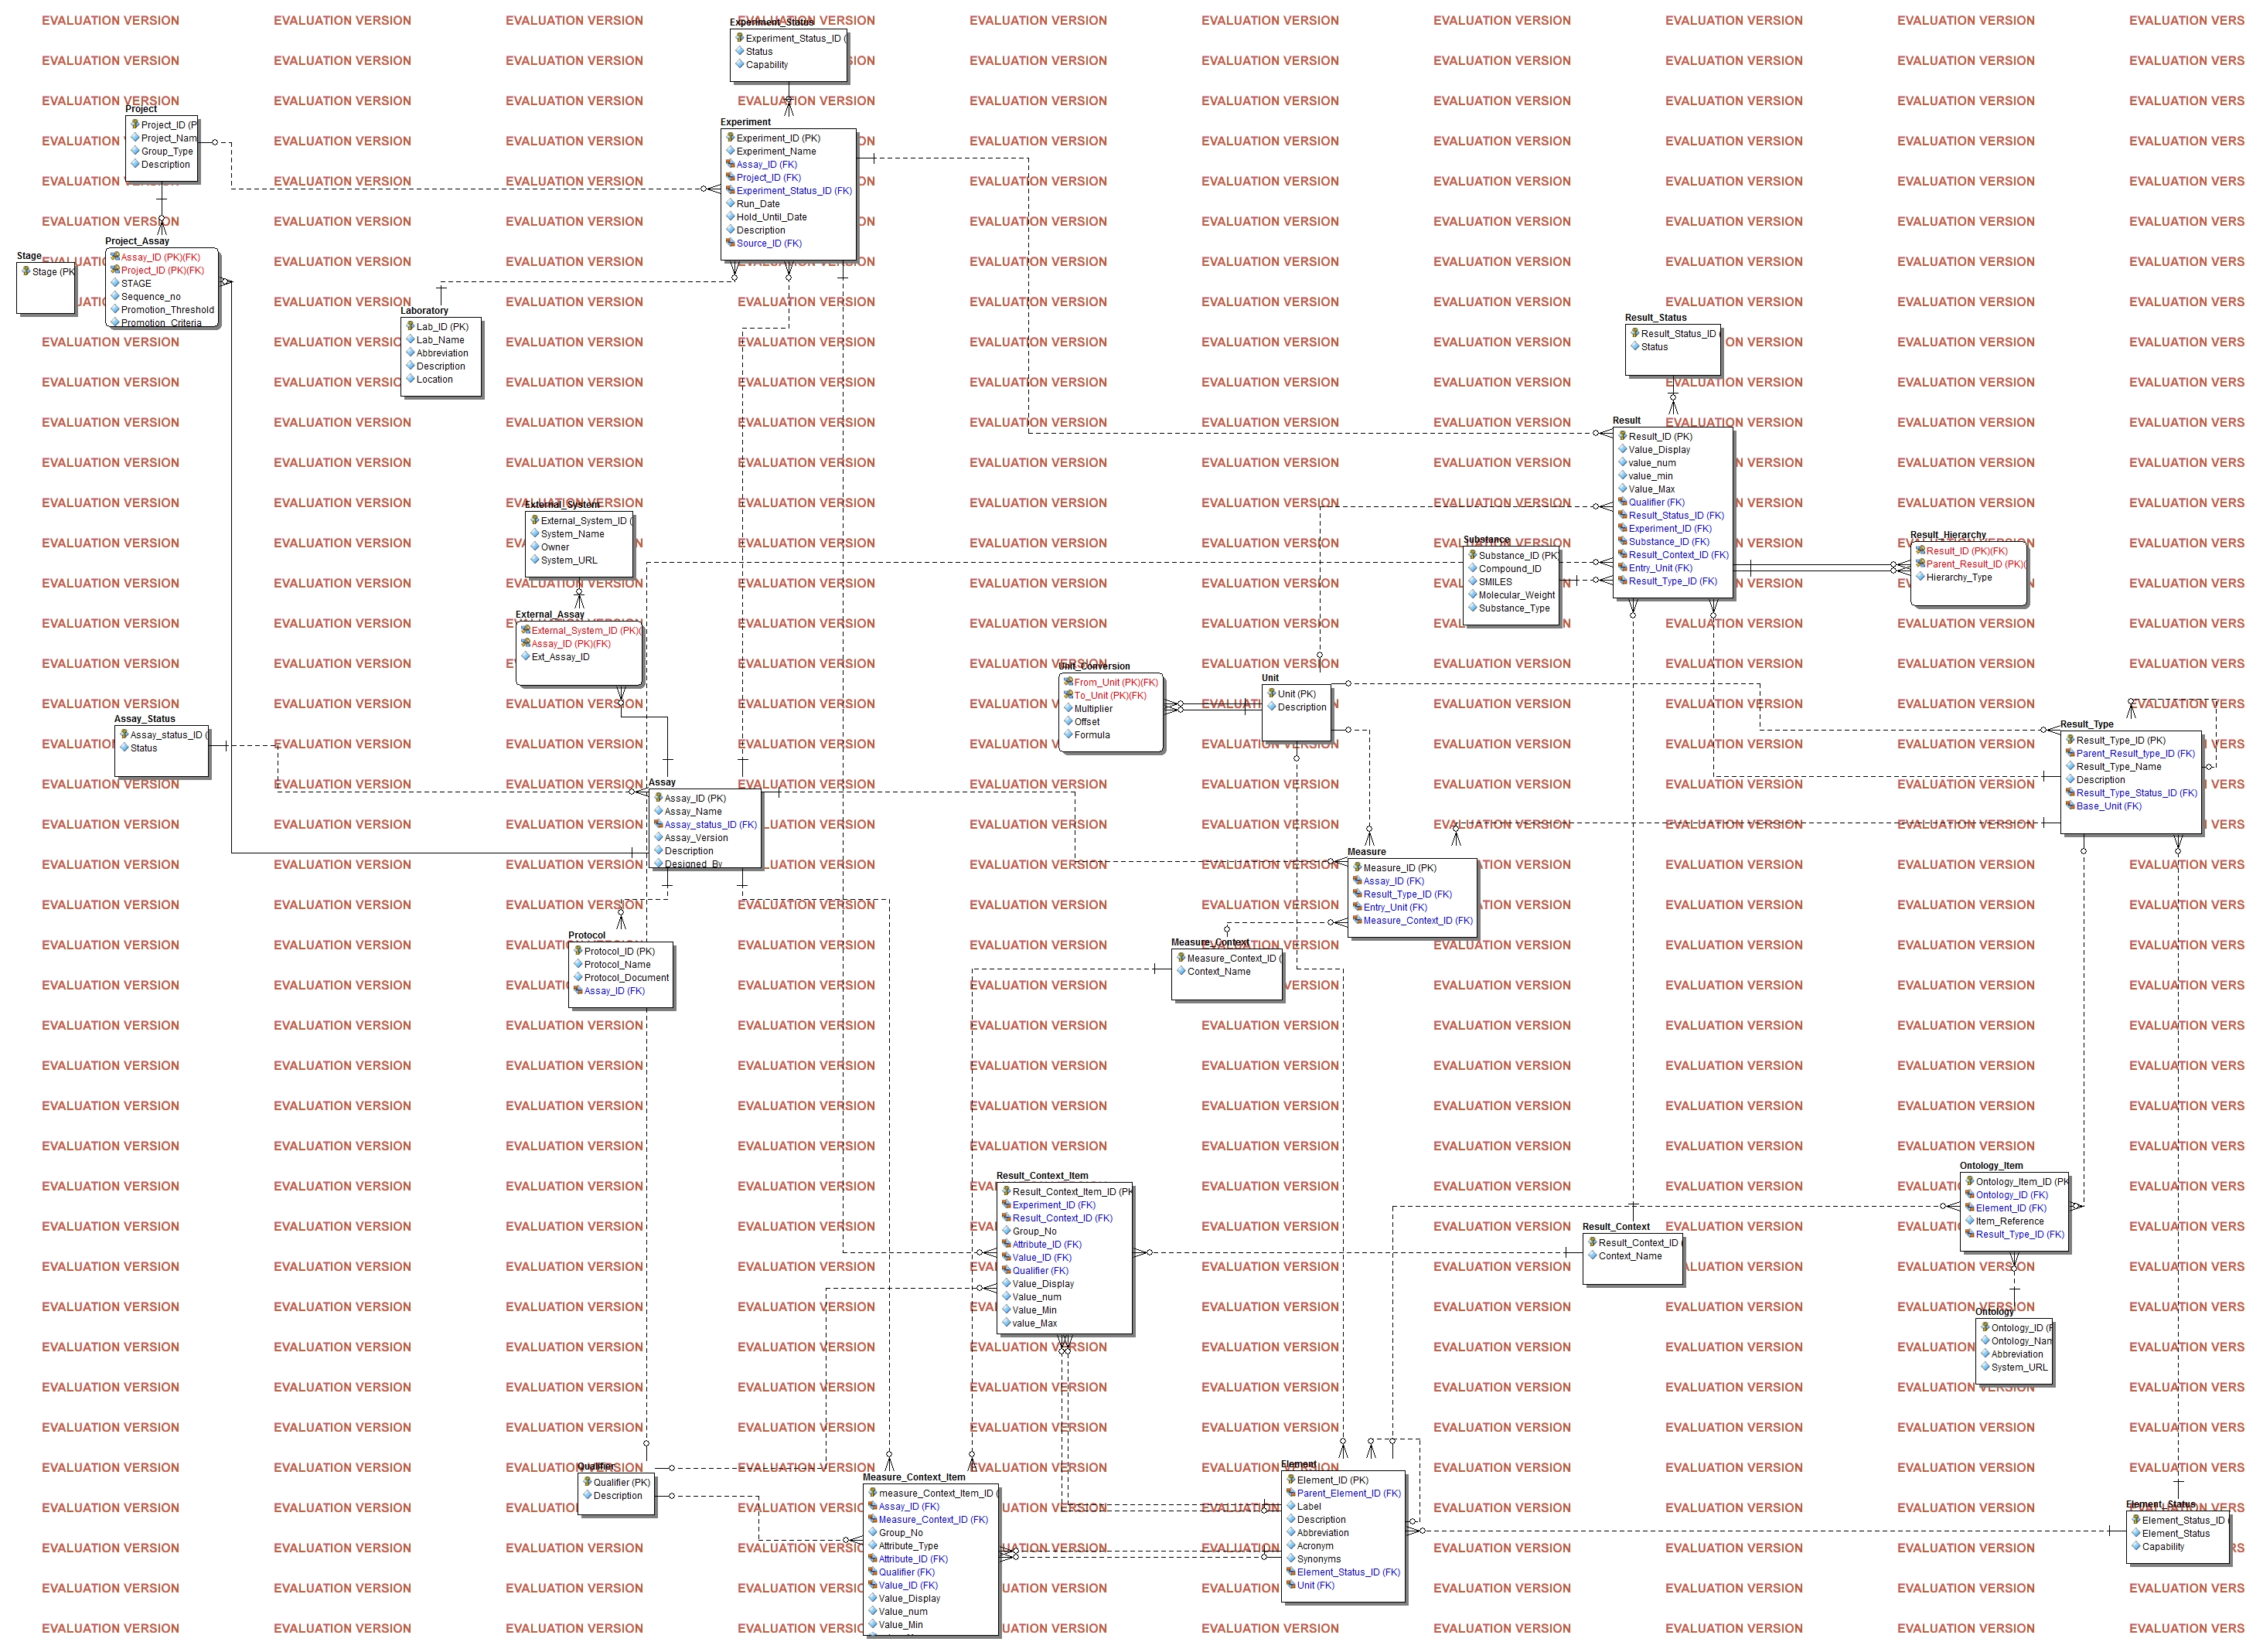 EVALUATION VERSION
Experiment_Status
Experiment_Status_ID (
Status
Capability
Project
Project_ID (P
Project_Nam
Group_Type
Description
Experiment
Experiment_ID (PK)
Experiment_Name
Assay_ID (FK)
Project_ID (FK)
Experiment_Status_ID (FK)
Run_Date
Hold_Until_Date
Description
Source_ID (FK)
Stage
Stage (PK
Project_Assay
Assay_ID (PK)(FK)
Project_ID (PK)(FK)
STAGE
Sequence_no
Promotion_Threshold
Promotion_Criteria
Laboratory
Lab_ID (PK)
Lab_Name
Abbreviation
Description
Location
Result_Status
Result_Status_ID (
Status
Result
Result_ID (PK)
Value_Display
value_num
value_min
Value_Max
Qualifier (FK)
Result_Status_ID (FK)
Experiment_ID (FK)
Substance_ID (FK)
Result_Context_ID (FK)
Entry_Unit (FK)
Result_Type_ID (FK)
External_System
External_System_ID (
System_Name
Owner
System_URL
Substance
Substance_ID (PK
Compound_ID
SMILES
Molecular_Weight
Substance_Type
Result_Hierarchy
Result_ID (PK)(FK)
Parent_Result_ID (PK)(
Hierarchy_Type
External_Assay
External_System_ID (PK)(
Assay_ID (PK)(FK)
Ext_Assay_ID
Unit_Conversion
From_Unit (PK)(FK)
To_Unit (PK)(FK)
Multiplier
Offset
Formula
Unit
Unit (PK)
Description
Assay_Status
Assay_status_ID (
Status
Result_Type
Result_Type_ID (PK)
Parent_Result_type_ID (FK)
Result_Type_Name
Description
Result_Type_Status_ID (FK)
Base_Unit (FK)
Assay
Assay_ID (PK)
Assay_Name
Assay_status_ID (FK)
Assay_Version
Description
Designed_By
Measure
Measure_ID (PK)
Assay_ID (FK)
Result_Type_ID (FK)
Entry_Unit (FK)
Measure_Context_ID (FK)
Protocol
Protocol_ID (PK)
Protocol_Name
Protocol_Document
Assay_ID (FK)
Measure_Context
Measure_Context_ID (
Context_Name
Result_Context_Item
Result_Context_Item_ID (PK
Experiment_ID (FK)
Result_Context_ID (FK)
Group_No
Attribute_ID (FK)
Value_ID (FK)
Qualifier (FK)
Value_Display
Value_num
Value_Min
value_Max
Result_Context
Result_Context_ID (
Context_Name
Ontology_Item
Ontology_Item_ID (PK
Ontology_ID (FK)
Element_ID (FK)
Item_Reference
Result_Type_ID (FK)
Ontology
Ontology_ID (P
Ontology_Nam
Abbreviation
System_URL
Qualifier
Qualifier (PK)
Description
Measure_Context_Item
measure_Context_Item_ID (
Assay_ID (FK)
Measure_Context_ID (FK)
Group_No
Attribute_Type
Attribute_ID (FK)
Qualifier (FK)
Value_ID (FK)
Value_Display
Value_num
Value_Min
Element
Element_ID (PK)
Parent_Element_ID (FK)
Label
Description
Abbreviation
Acronym
Synonyms
Element_Status_ID (FK)
Unit (FK)
Element_Status
Element_Status_ID (
Element_Status
Capability